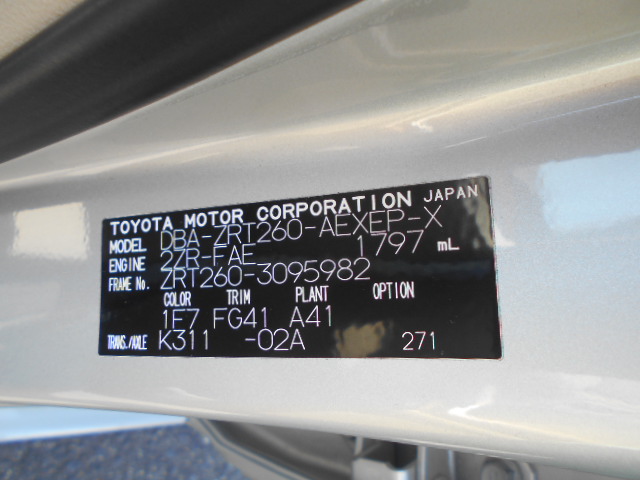 TOYOTA MOTOR CORPORATION JAPAN
MODEL DBA-ZRT260-AEXEP-X
ENGINE 2ZR-FAE 1797 mL
FRAME No. ZRT260-3095982
COLOR TRIM PLANT OPTION
1F7 FG41 A41
TRANS./AXLE K311 -02A 271